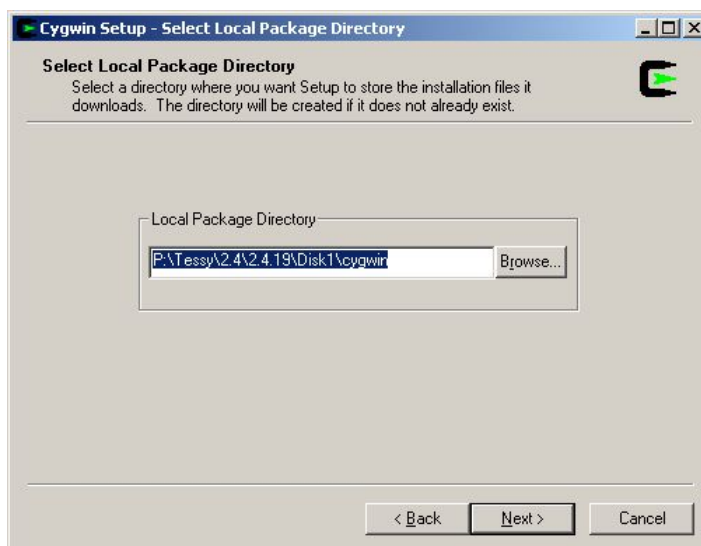 Cygwin Setup - Select Local Package Directory
Select Local Package Directory
Select a directory where you want Setup to store the installation files it
downloads. The directory will be created if it does not already exist.
Local Package Directory
P:\Tessy\2.4\2.4.19\Disk1\cygwin
Browse...
< Back
Next >
Cancel